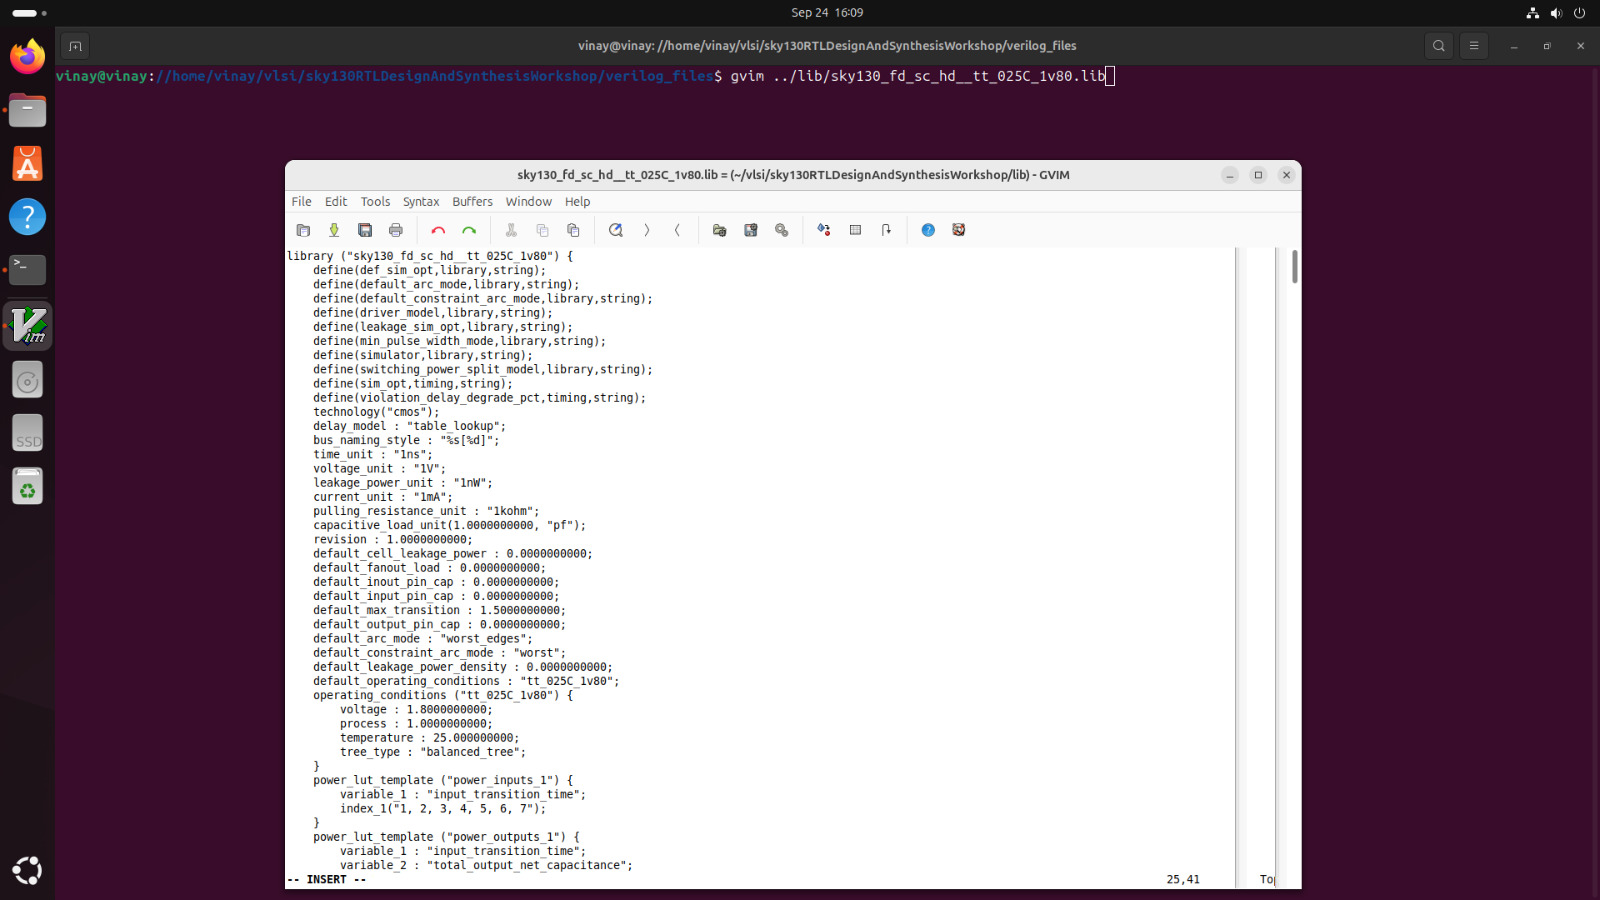 Sep 24 16:09
vinay@vinay: //home/vinay/vlsi/sky130RTLDesignAndSynthesisWorkshop/verilog_files
vinay@vinay://home/vinay/vlsi/sky130RTLDesignAndSynthesisWorkshop/verilog_files$ gvim ../lib/sky130_fd_sc_hd__tt_025C_1v80.lib
sky130_fd_sc_hd__tt_025C_1v80.lib = (~/vlsi/sky130RTLDesignAndSynthesisWorkshop/lib) - GVIM
File Edit Tools Syntax Buffers Window Help
library ("sky130_fd_sc_hd__tt_025C_1v80") {
    define(def_sim_opt,library,string);
    define(default_arc_mode,library,string);
    define(default_constraint_arc_mode,library,string);
    define(driver_model,library,string);
    define(leakage_sim_opt,library,string);
    define(min_pulse_width_mode,library,string);
    define(simulator,library,string);
    define(switching_power_split_model,library,string);
    define(sim_opt,timing,string);
    define(violation_delay_degrade_pct,timing,string);
    technology("cmos");
    delay_model : "table_lookup";
    bus_naming_style : "%s[%d]";
    time_unit : "1ns";
    voltage_unit : "1V";
    leakage_power_unit : "1nW";
    current_unit : "1mA";
    pulling_resistance_unit : "1kohm";
    capacitive_load_unit(1.0000000000, "pf");
    revision : 1.0000000000;
    default_cell_leakage_power : 0.0000000000;
    default_fanout_load : 0.0000000000;
    default_inout_pin_cap : 0.0000000000;
    default_input_pin_cap : 0.0000000000;
    default_max_transition : 1.5000000000;
    default_output_pin_cap : 0.0000000000;
    default_arc_mode : "worst_edges";
    default_constraint_arc_mode : "worst";
    default_leakage_power_density : 0.0000000000;
    default_operating_conditions : "tt_025C_1v80";
    operating_conditions ("tt_025C_1v80") {
        voltage : 1.8000000000;
        process : 1.0000000000;
        temperature : 25.000000000;
        tree_type : "balanced_tree";
    }
    power_lut_template ("power_inputs_1") {
        variable_1 : "input_transition_time";
        index_1("1, 2, 3, 4, 5, 6, 7");
    }
    power_lut_template ("power_outputs_1") {
        variable_1 : "input_transition_time";
        variable_2 : "total_output_net_capacitance";
-- INSERT -- 25,41 To
SSD
Vim